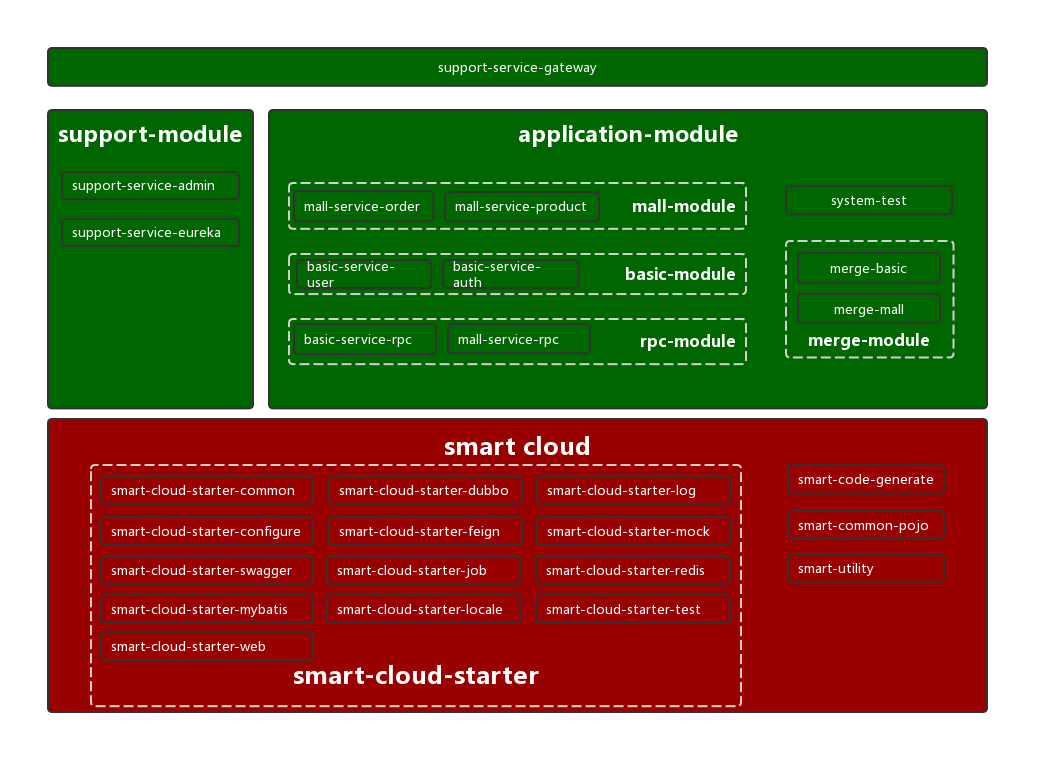 support-service-gateway
support-module
support-service-admin
support-service-eureka
application-module
mall-service-order
mall-service-product
mall-module
basic-service-
user
basic-service-
auth
basic-module
basic-service-rpc
mall-service-rpc
rpc-module
system-test
merge-basic
merge-mall
merge-module
smart cloud
smart-cloud-starter-common
smart-cloud-starter-dubbo
smart-cloud-starter-log
smart-cloud-starter-configure
smart-cloud-starter-feign
smart-cloud-starter-mock
smart-cloud-starter-swagger
smart-cloud-starter-job
smart-cloud-starter-redis
smart-cloud-starter-mybatis
smart-cloud-starter-locale
smart-cloud-starter-test
smart-cloud-starter-web
smart-cloud-starter
smart-code-generate
smart-common-pojo
smart-utility